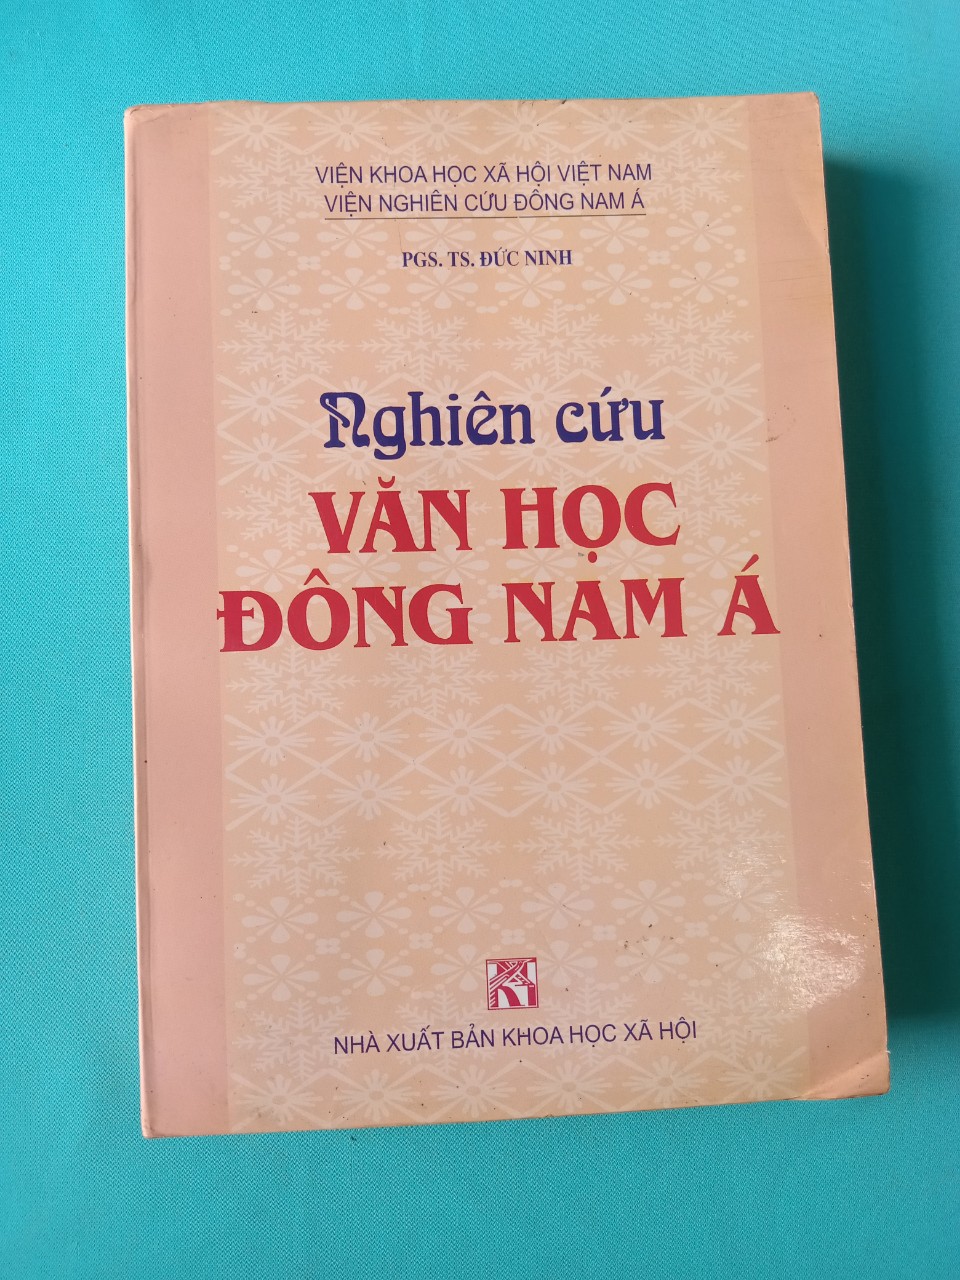 VIỆN KHOA HỌC XÃ HỘI VIỆT NAM
VIỆN NGHIÊN CỨU ĐÔNG NAM Á
PGS. TS. ĐỨC NINH
Nghiên cứu
VĂN HỌC
ĐÔNG NAM Á
NHÀ XUẤT BẢN KHOA HỌC XÃ HỘI